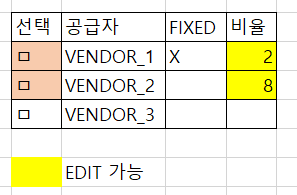 선택 공급자 FIXED 비율
ㅁ VENDOR_1 X 2
ㅁ VENDOR_2 8
ㅁ VENDOR_3
EDIT 가능